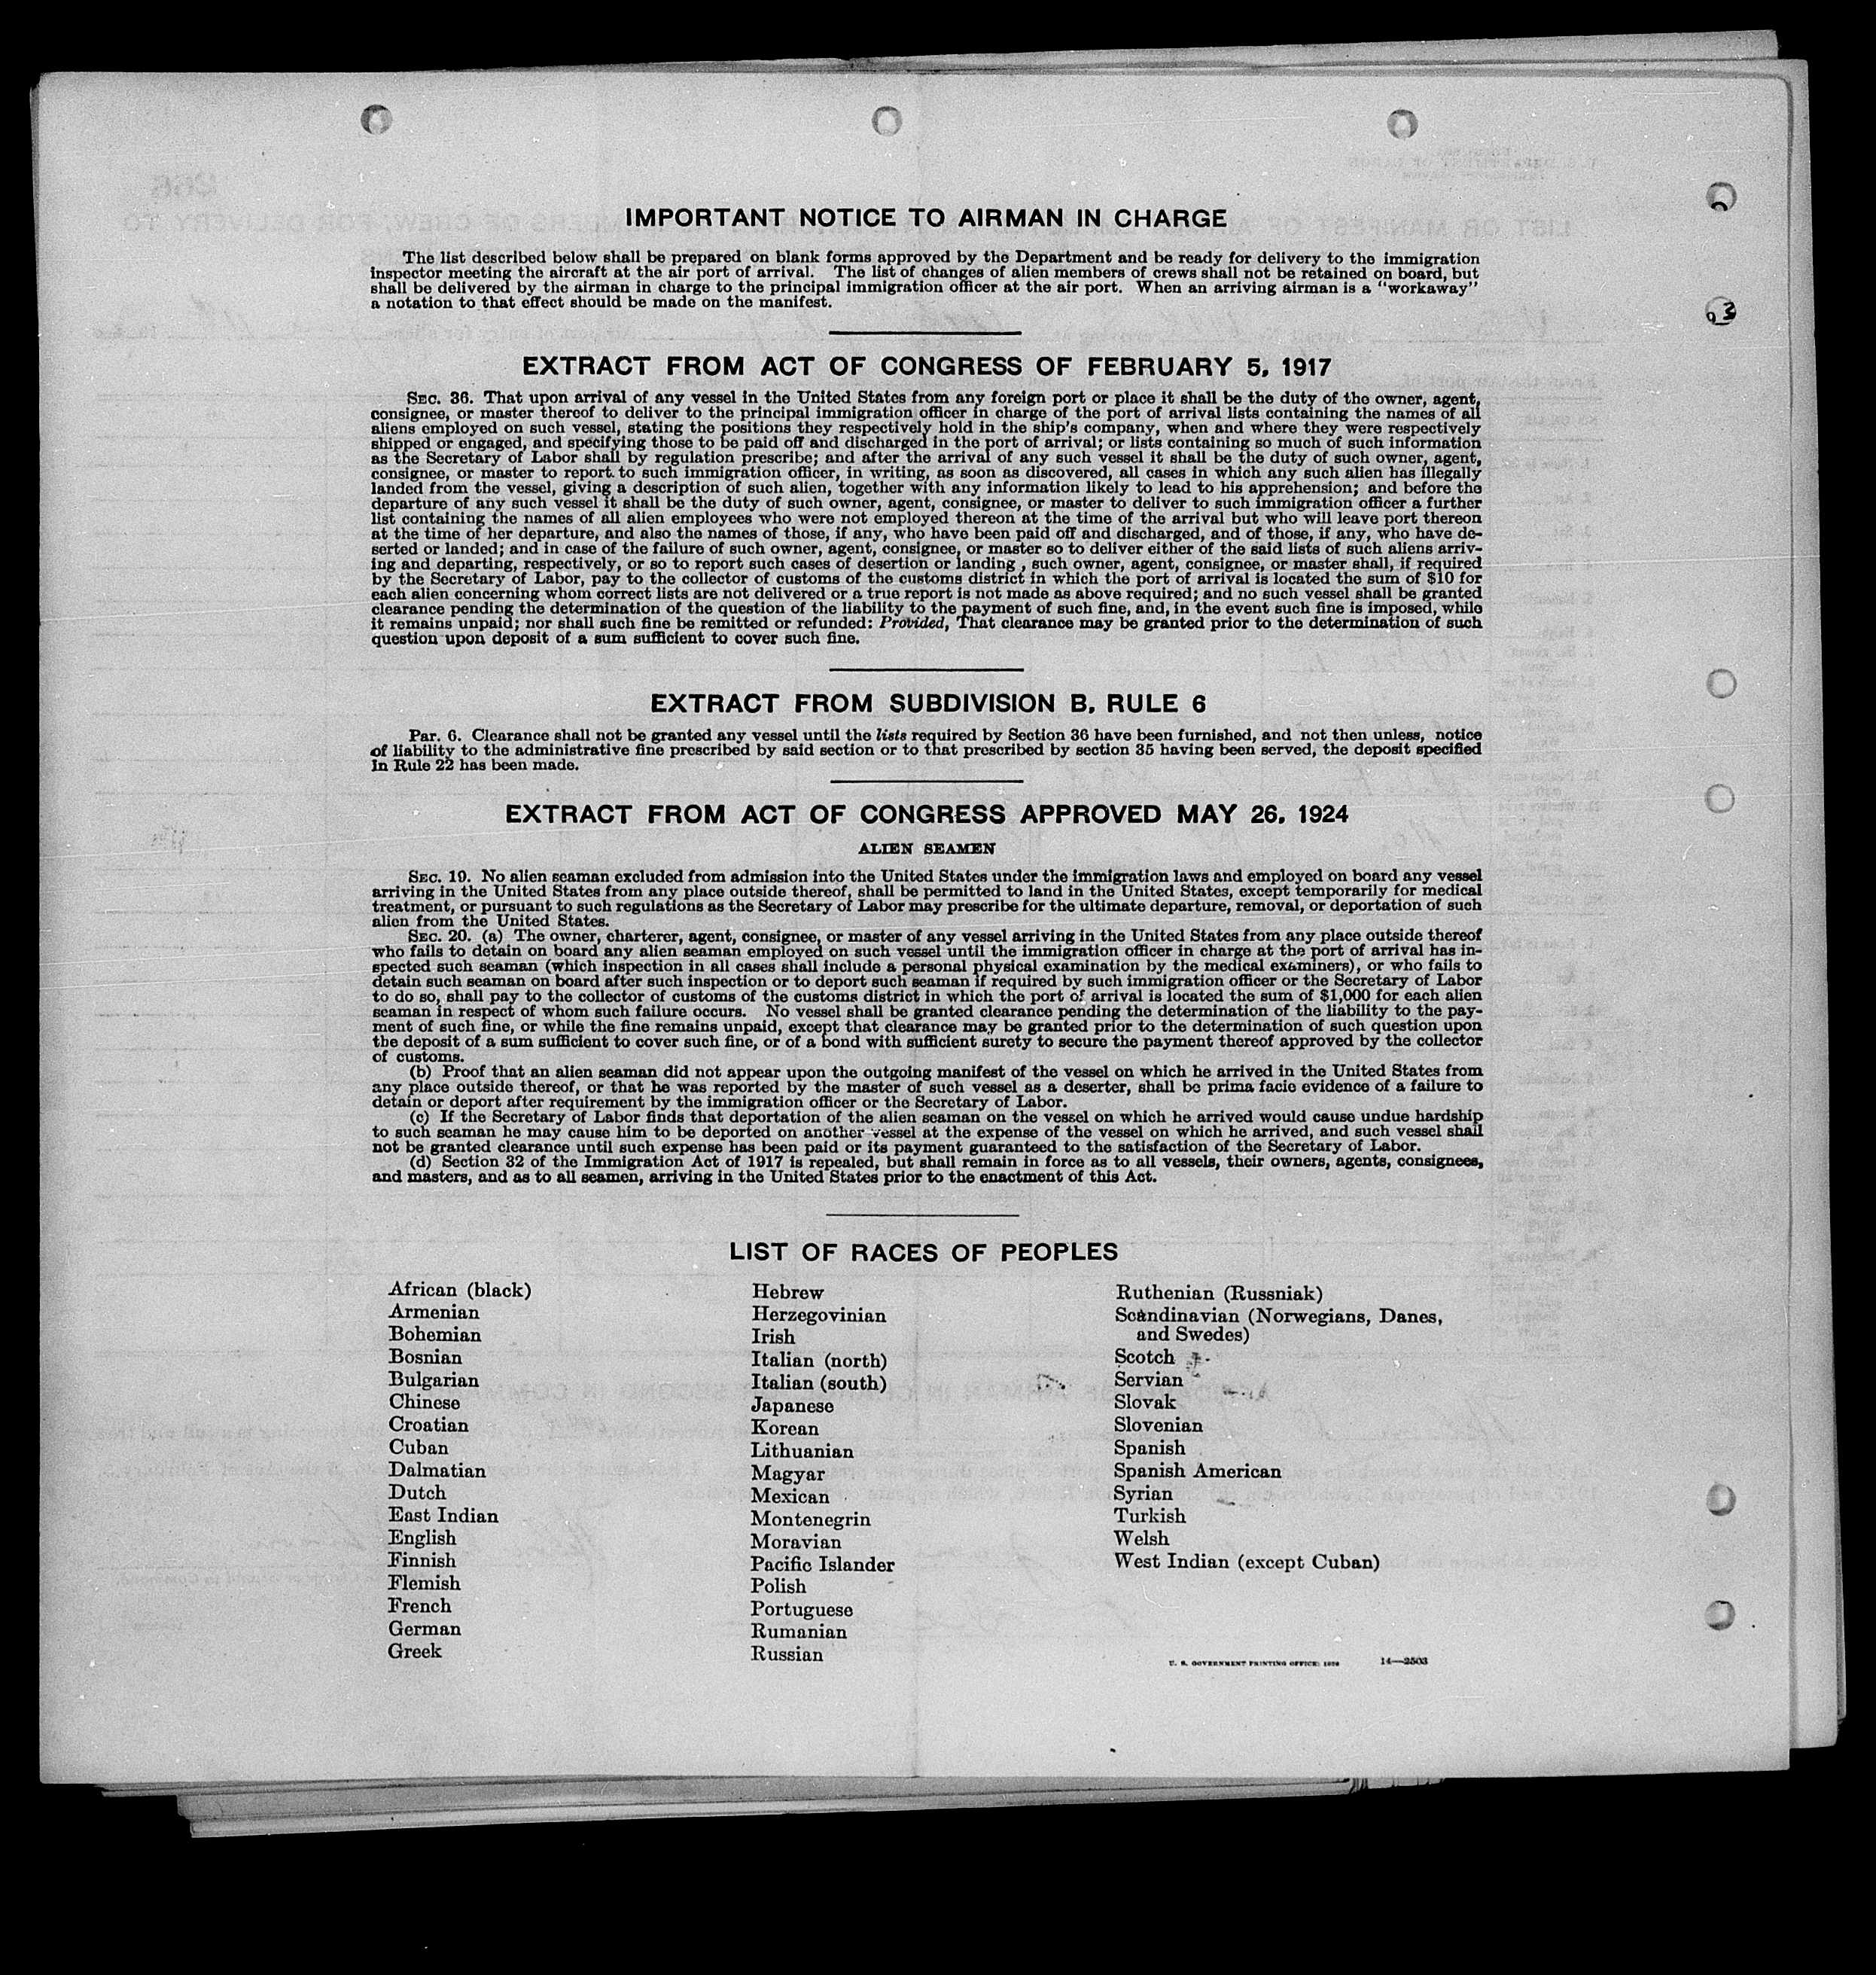 IMPORTANT NOTICE TO AIRMAN IN CHARGE
The list described below shall be prepared on blank forms approved by the Department and be ready for delivery to the immigration
inspector meeting the aircraft at the air port of arrival. The list of changes of alien members of crews shall not be retained on board, but
shall be delivered by the airman in charge to the principal immigration officer at the air port. When an arriving airman is a "workaway"
a notation to that effect should be made on the manifest.
EXTRACT FROM ACT OF CONGRESS OF FEBRUARY 5, 1917
SEC. 36. That upon arrival of any vessel in the United States from any foreign port or place it shall be the duty of the owner, agent,
consignee, or master thereof to deliver to the principal immigration officer in charge of the port of arrival lists containing the names of all
aliens employed on such vessel, stating the positions they respectively hold in the ship's company, when and where they were respectively
shipped or engaged, and specifying those to be paid off and discharged in the port of arrival; or lists containing so much of such information
as the Secretary of Labor shall by regulation prescribe; and after the arrival of any such vessel it shall be the duty of such owner, agent,
consignee, or master to report to such immigration officer, in writing, as soon as discovered, all cases in which any such alien has illegally
landed from the vessel, giving a description of such alien, together with any information likely to lead to his apprehension; and before the
departure of any such vessel it shall be the duty of such owner, agent, consignee, or master to deliver to such immigration officer a further
list containing the names of all alien employees who were not employed thereon at the time of the arrival but who will leave port thereon
at the time of her departure, and also the names of those, if any, who have been paid off and discharged, and of those, if any, who have de-
serted or landed; and in case of the failure of such owner, agent, consignee, or master so to deliver either of the said lists of such aliens arriv-
ing and departing, respectively, or so to report such cases of desertion or landing, such owner, agent, consignee, or master shall, if required
by the Secretary of Labor, pay to the collector of customs of the customs district in which the port of arrival is located the sum of $10 for
each alien concerning whom correct lists are not delivered or a true report is not made as above required; and no such vessel shall be granted
clearance pending the determination of the question of the liability to the payment of such fine, and, in the event such fine is imposed, while
it remains unpaid; nor shall such fine be remitted or refunded: Provided, That clearance may be granted prior to the determination of such
question upon deposit of a sum sufficient to cover such fine.
EXTRACT FROM SUBDIVISION B, RULE 6
Par. 6. Clearance shall not be granted any vessel until the lists required by Section 36 have been furnished, and not then unless, notice
of liability to the administrative fine prescribed by said section or to that prescribed by section 35 having been served, the deposit specified
in Rule 22 has been made.
EXTRACT FROM ACT OF CONGRESS APPROVED MAY 26, 1924
ALIEN SEAMEN
SEC. 19. No alien seaman excluded from admission into the United States under the immigration laws and employed on board any vessel
arriving in the United States from any place outside thereof, shall be permitted to land in the United States, except temporarily for medical
treatment, or pursuant to such regulations as the Secretary of Labor may prescribe for the ultimate departure, removal, or deportation of such
alien from the United States.
SEC. 20. (a) The owner, charterer, agent, consignee, or master of any vessel arriving in the United States from any place outside thereof
who fails to detain on board any alien seaman employed on such vessel until the immigration officer in charge at the port of arrival has in-
spected such seaman (which inspection in all cases shall include a personal physical examination by the medical examiners), or who fails to
detain such seaman on board after such inspection or to deport such seaman if required by such immigration officer or the Secretary of Labor
to do so, shall pay to the collector of customs of the customs district in which the port of arrival is located the sum of $1,000 for each alien
seaman in respect of whom such failure occurs. No vessel shall be granted clearance pending the determination of the liability to the pay-
ment of such fine, or while the fine remains unpaid, except that clearance may be granted prior to the determination of such question upon
the deposit of a sum sufficient to cover such fine, or of a bond with sufficient surety to secure the payment thereof approved by the collector
of customs.
(b) Proof that an alien seaman did not appear upon the outgoing manifest of the vessel on which he arrived in the United States from
any place outside thereof, or that he was reported by the master of such vessel as a deserter, shall be prima facie evidence of a failure to
detain or deport after requirement by the immigration officer or the Secretary of Labor.
(c) If the Secretary of Labor finds that deportation of the alien seaman on the vessel on which he arrived would cause undue hardship
to such seaman he may cause him to be deported on another vessel at the expense of the vessel on which he arrived, and such vessel shall
not be granted clearance until such expense has been paid or its payment guaranteed to the satisfaction of the Secretary of Labor.
(d) Section 32 of the Immigration Act of 1917 is repealed, but shall remain in force as to all vessels, their owners, agents, consignees,
and masters, and as to all seamen, arriving in the United States prior to the enactment of this Act.
LIST OF RACES OF PEOPLES
African (black)
Armenian
Bohemian
Bosnian
Bulgarian
Chinese
Croatian
Cuban
Dalmatian
Dutch
East Indian
English
Finnish
Flemish
French
German
Greek
Hebrew
Herzegovinian
Irish
Italian (north)
Italian (south)
Japanese
Korean
Lithuanian
Magyar
Mexican
Montenegrin
Moravian
Pacific Islander
Polish
Portuguese
Rumanian
Russian
Ruthenian (Russniak)
Scandinavian (Norwegians, Danes,
and Swedes)
Scotch
Servian
Slovak
Slovenian
Spanish
Spanish American
Syrian
Turkish
Welsh
West Indian (except Cuban)
U. S. GOVERNMENT PRINTING OFFICE: 14—2503